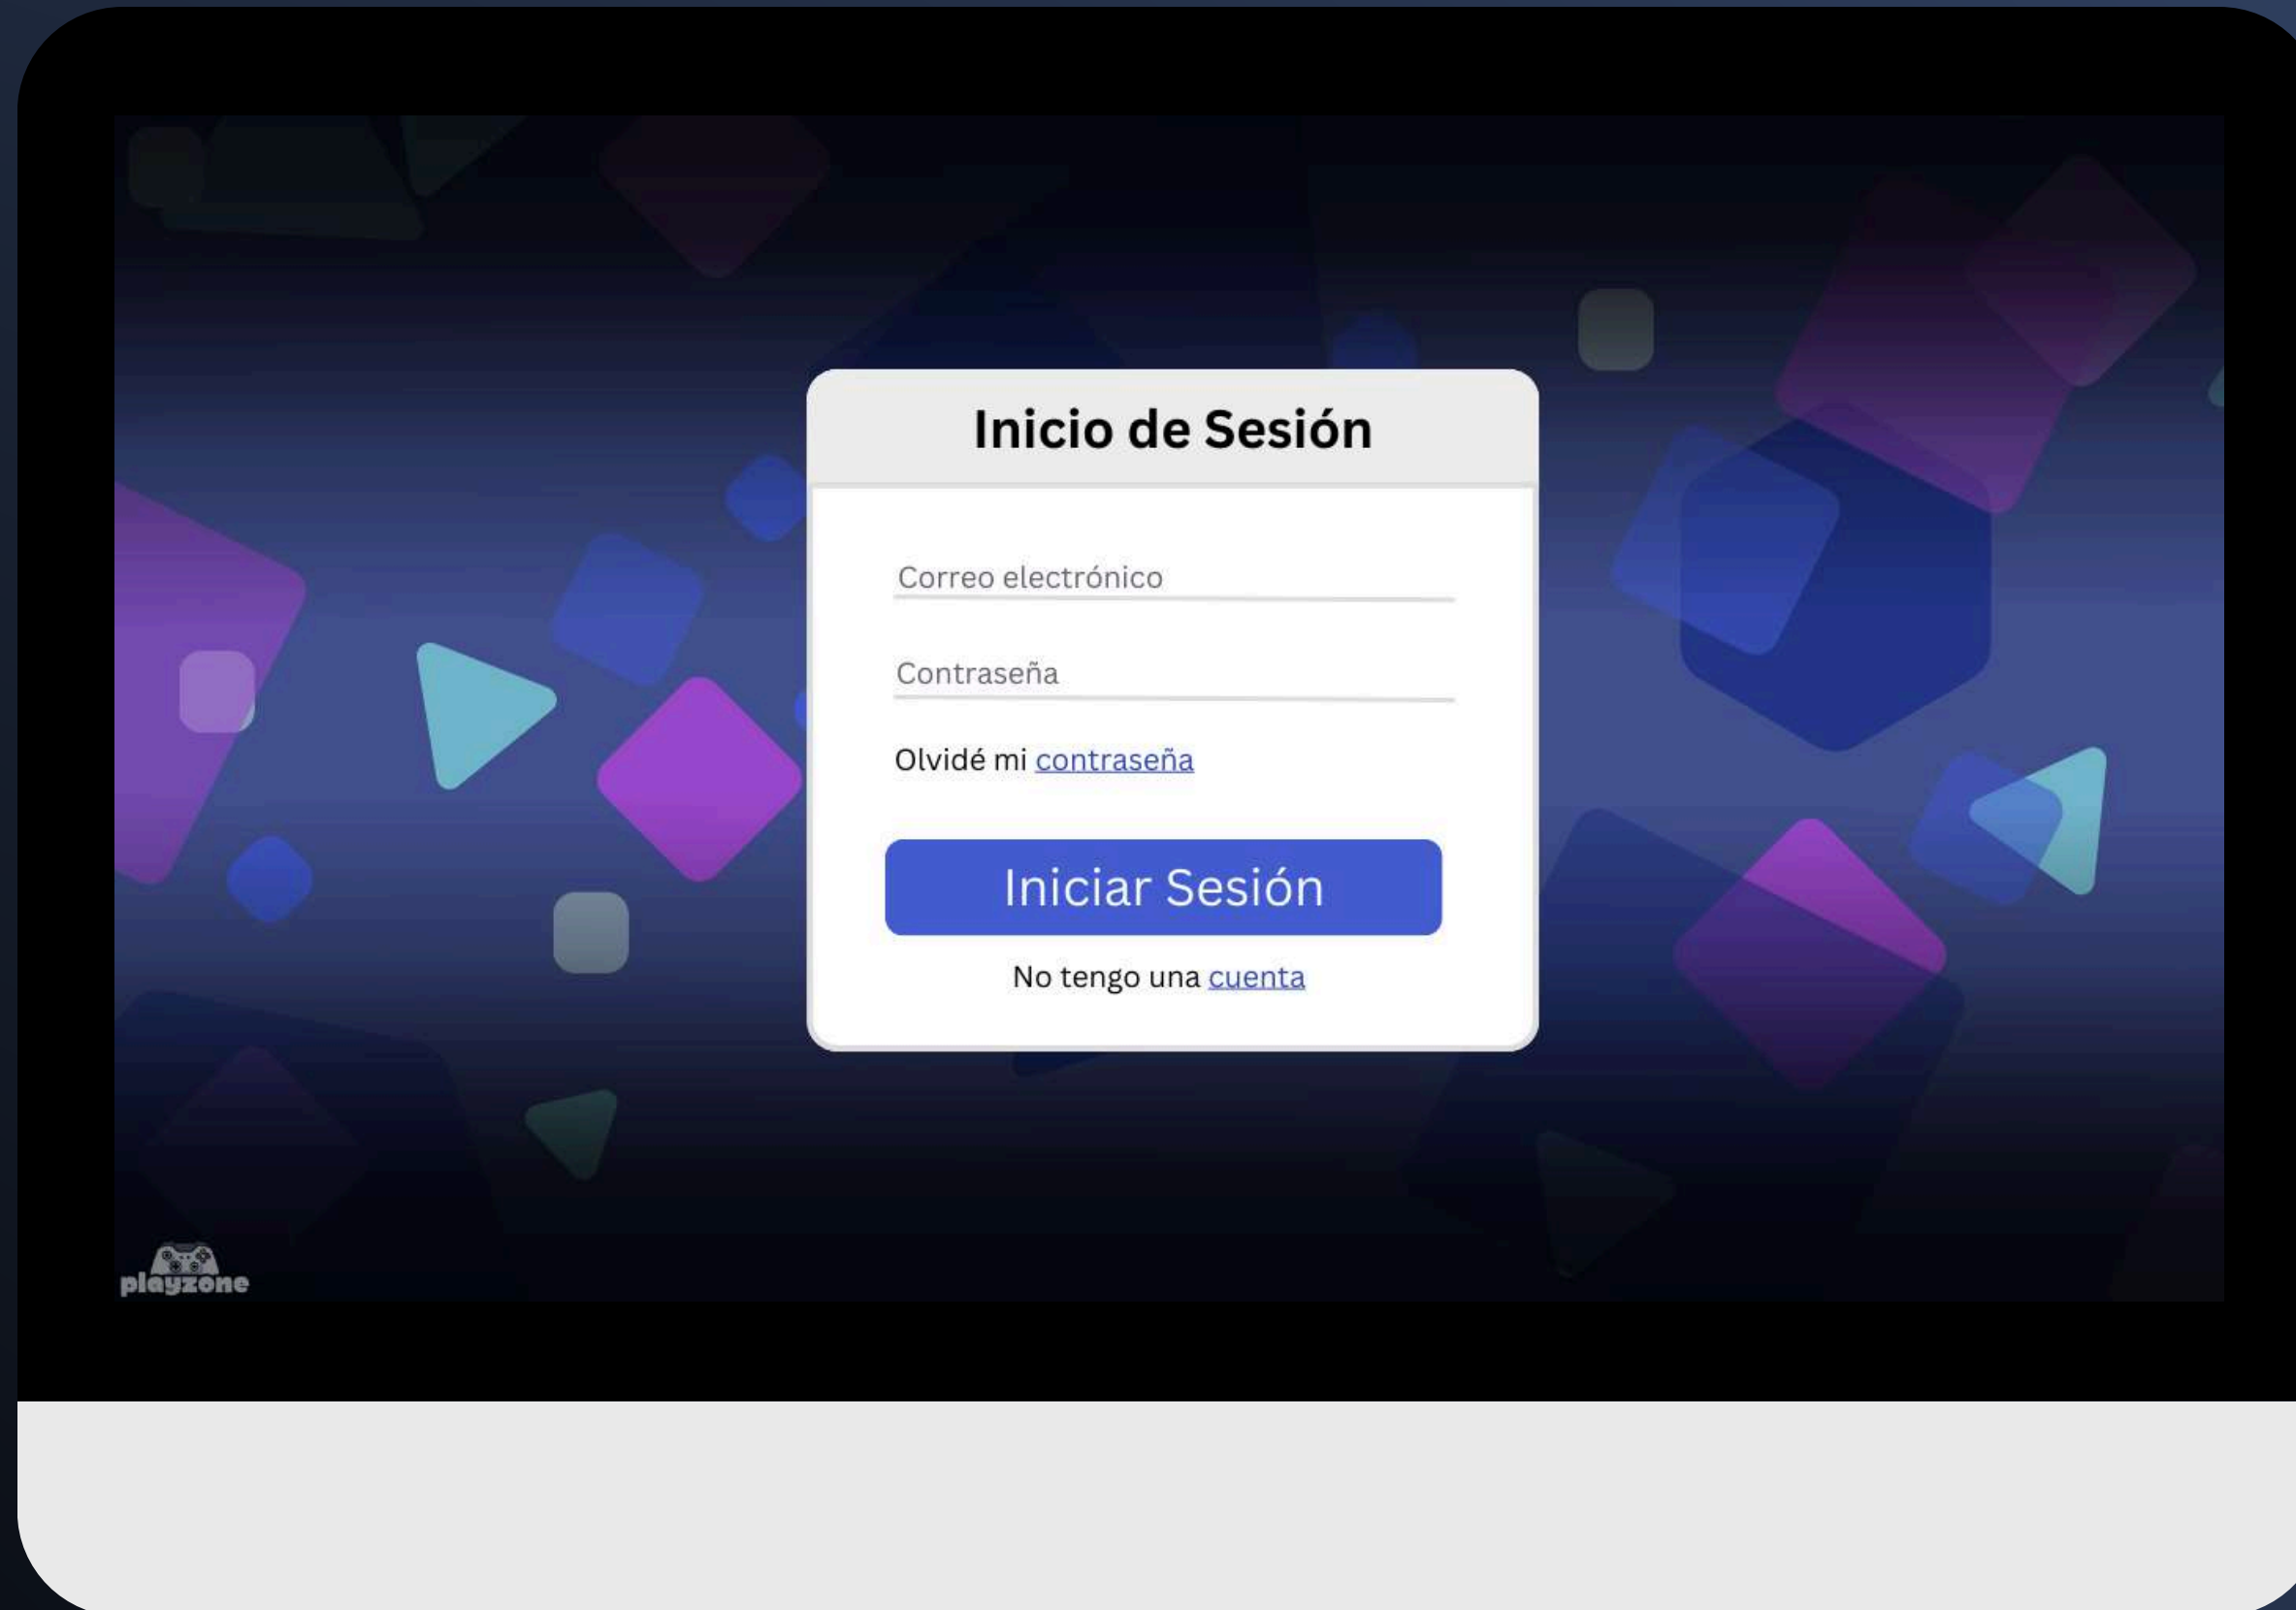 Inicio de Sesión
Correo electrónico
Contraseña
Olvidé mi contraseña
Iniciar Sesión
No tengo una cuenta
playzone